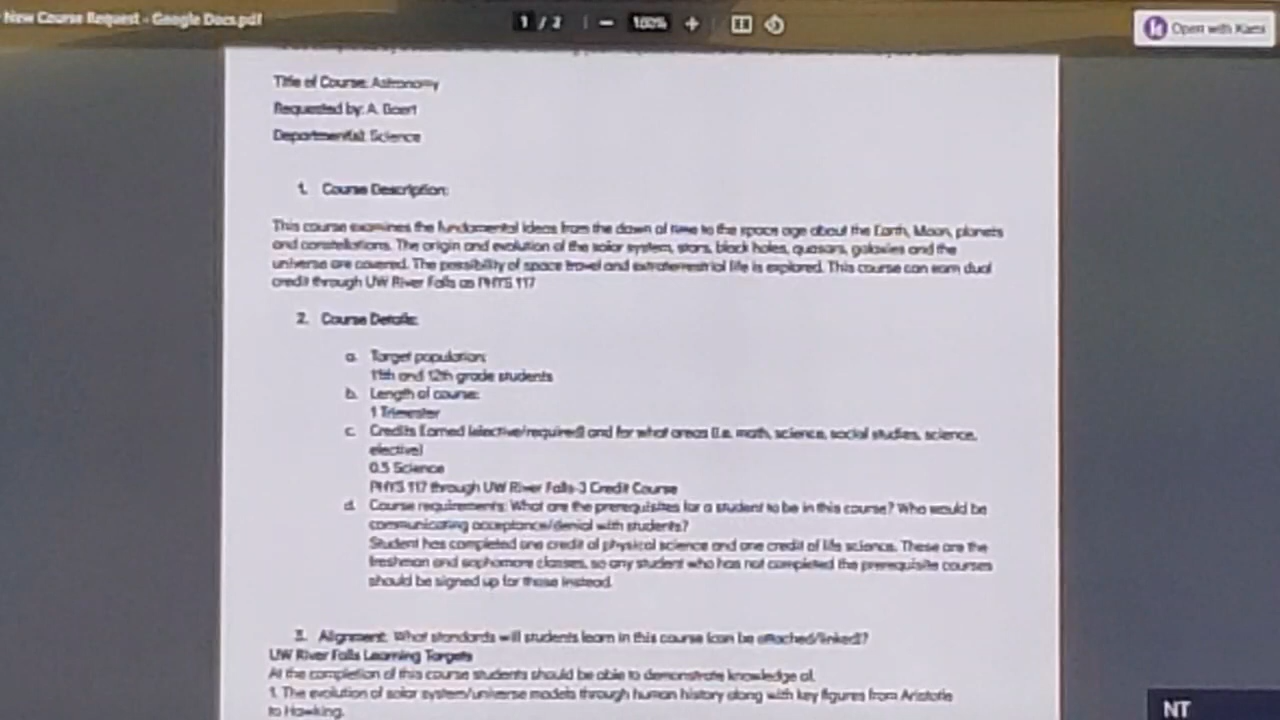 New Course Request - Google Docs.pdf
1 / 2
100%
Open with Kami
Title of Course: Astronomy
Requested by: A.
Department(s): Science
1. Course Description:
This course examines the fundamental ideas from the dawn of time to the space age about the Earth, Moon, planets
and constellations. The origin and evolution of the solar system, stars, black holes, quasars, galaxies and the
universe are covered. The possibility of space travel and extraterrestrial life is explored. This course can earn dual
credit through UW River Falls as PHYS 117
2. Course Details:
a. Target population:
11th and 12th grade students
b. Length of course:
1 Trimester
c. Credits Earned (elective/required) and for what areas (i.e. math, science, social studies, science,
elective)
0.5 Science
PHYS 117 through UW River Falls-3 Credit Course
d. Course requirements: What are the prerequisites for a student to be in this course? Who would be
communicating acceptance/denial with students?
Student has completed one credit of physical science and one credit of life science. These are the
freshman and sophomore classes, so any student who has not completed the prerequisite courses
should be signed up for those instead.
3. Alignment: What standards will students learn in this course (can be attached/linked)?
UW River Falls Learning Targets
At the completion of this course students should be able to demonstrate knowledge of:
1. The evolution of solar system/universe models through human history along with key figures from Aristotle
to Hawking.
NT